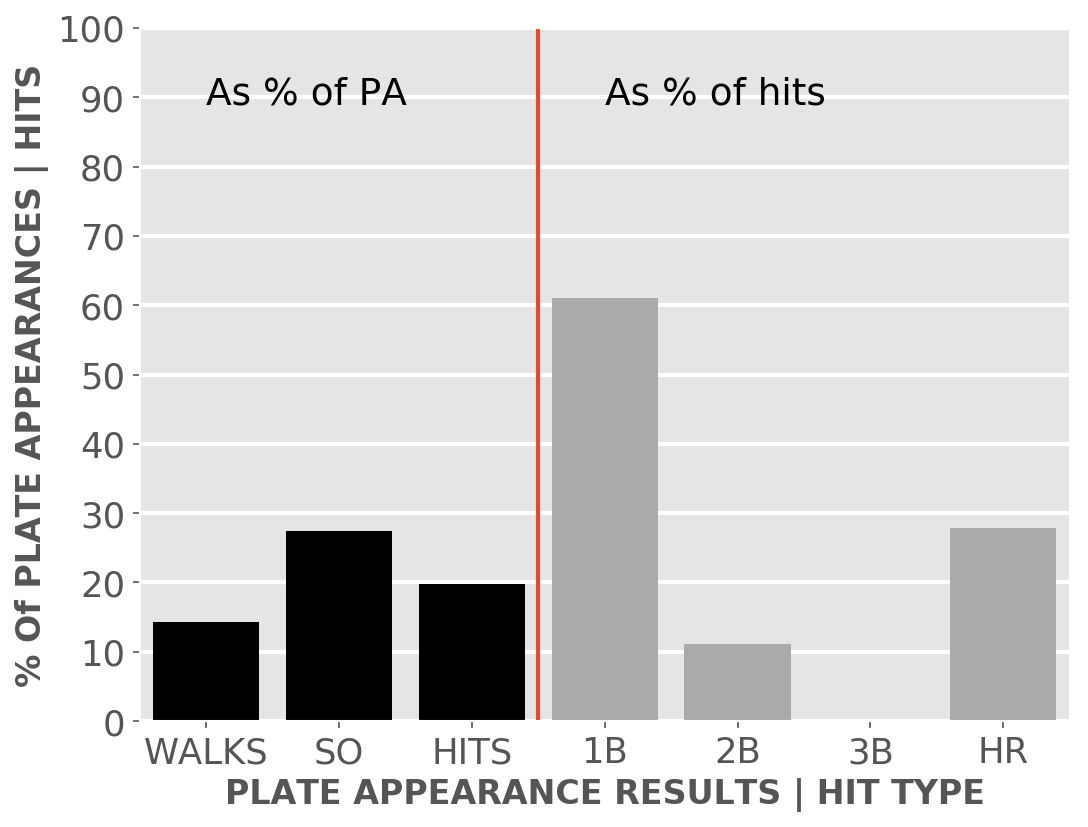 % Of PLATE APPEARANCES | HITS
100
90
80
70
60
50
40
30
20
10
0
As % of PA
As % of hits
WALKS SO HITS 1B 2B 3B HR
PLATE APPEARANCE RESULTS | HIT TYPE